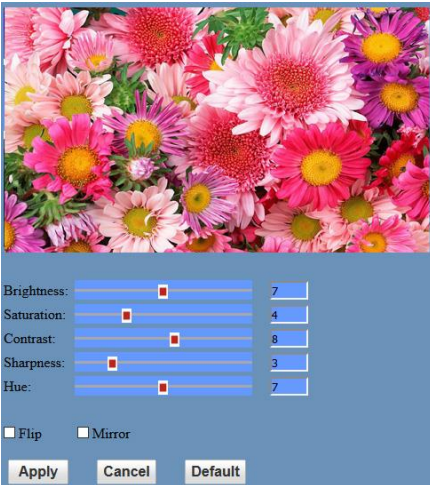 Brightness: 7
Saturation: 4
Contrast: 8
Sharpness: 3
Hue: 7
Flip Mirror
Apply Cancel Default